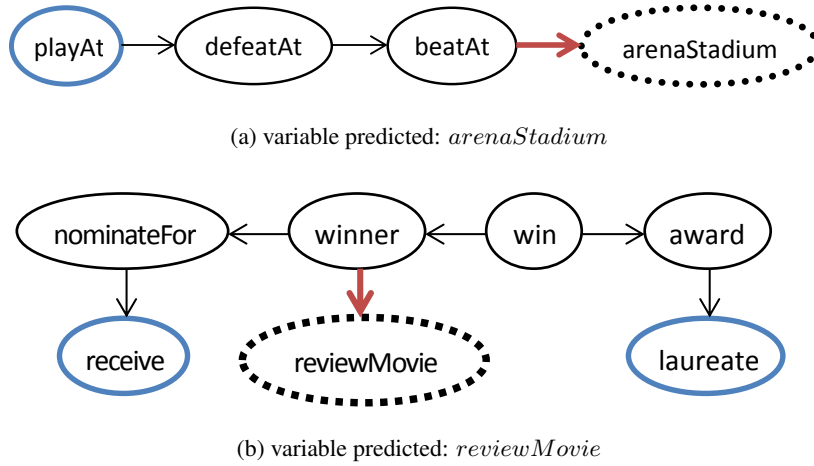 playAt defeatAt beatAt arenaStadium
(a) variable predicted: arenaStadium
nominateFor winner win award
receive reviewMovie laureate
(b) variable predicted: reviewMovie